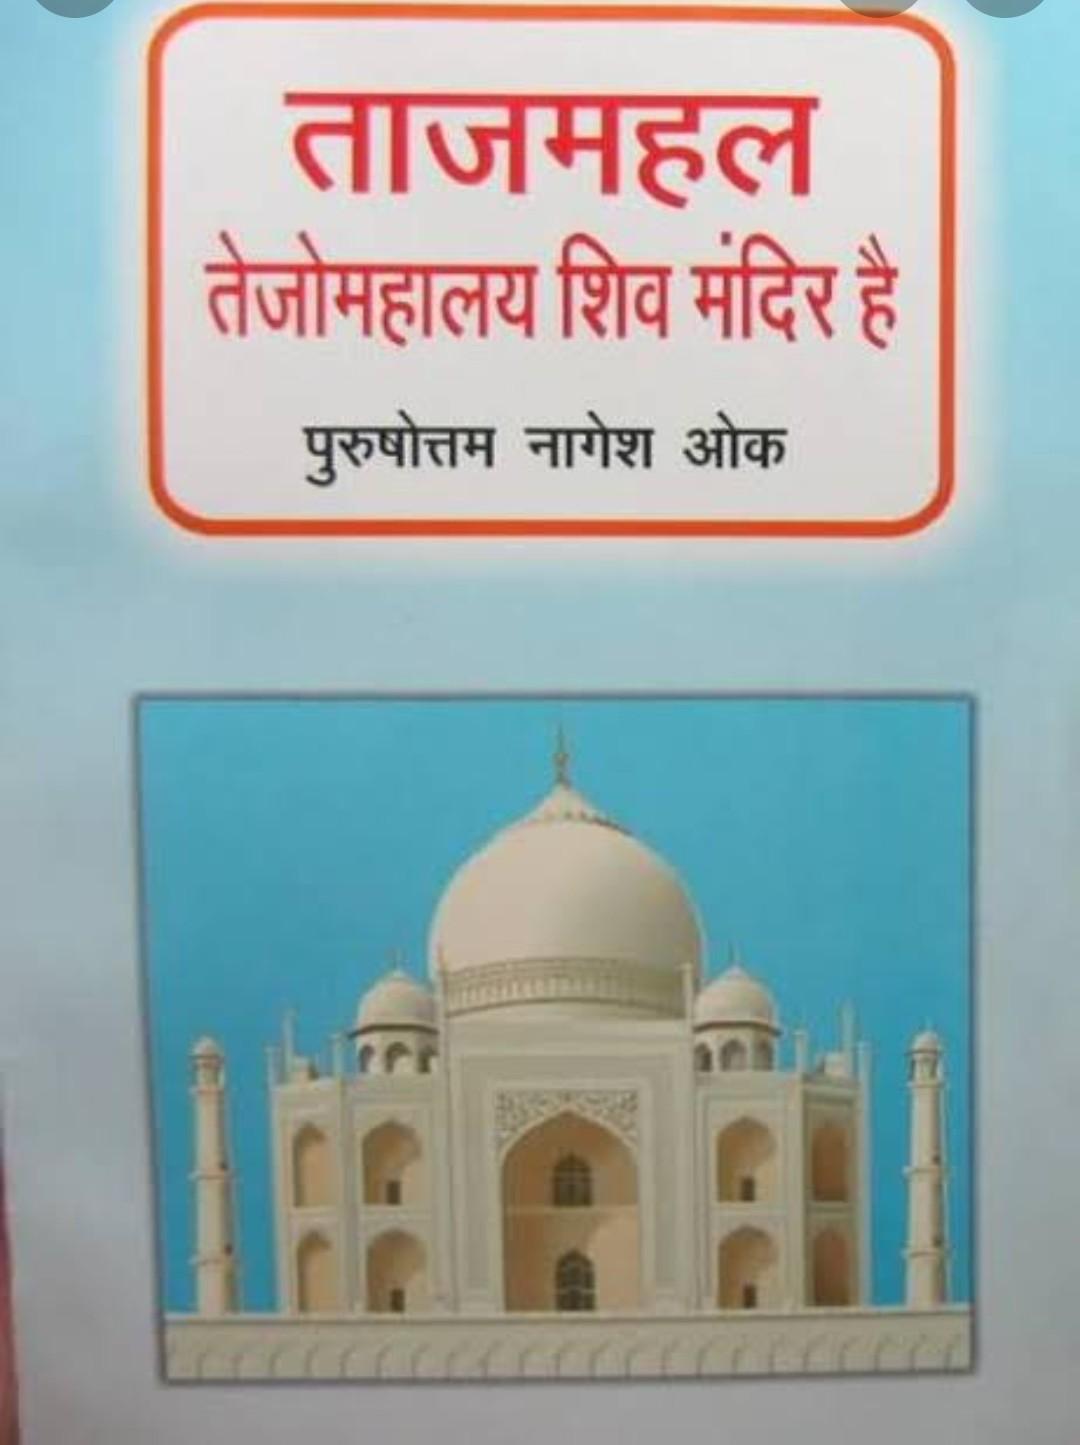 ताजमहल
तेजोमहालय शिव मंदिर है
पुरुषोत्तम नागेश ओक